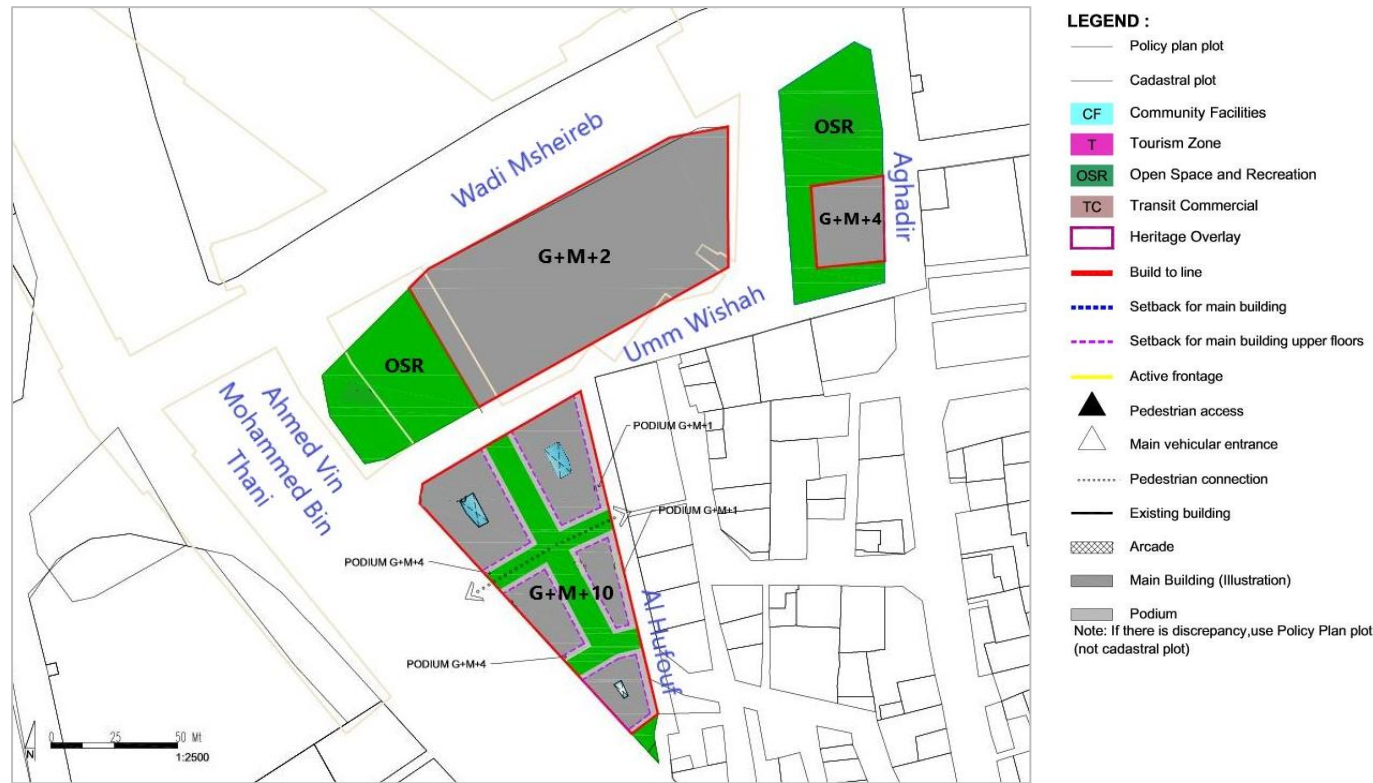 Wadi Msheireb
OSR
Aghadir
G+M+4
G+M+2
Umm Wishah
OSR
Ahmed Vin
Mohammed Bin
Thani
PODIUM G+M+1
PODIUM G+M+1
PODIUM G+M+4
G+M+10
Al Hufouf
PODIUM G+M+4
N
0 25 50 Mt
1:2500
LEGEND :
Policy plan plot
Cadastral plot
CF Community Facilities
T Tourism Zone
OSR Open Space and Recreation
TC Transit Commercial
Heritage Overlay
Build to line
Setback for main building
Setback for main building upper floors
Active frontage
Pedestrian access
Main vehicular entrance
Pedestrian connection
Existing building
Arcade
Main Building (Illustration)
Podium
Note: If there is discrepancy,use Policy Plan plot
(not cadastral plot)